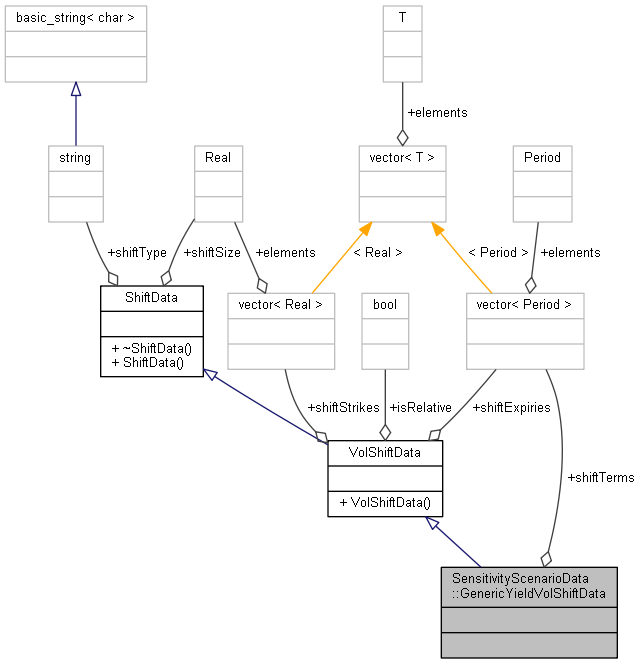 basic_string< char >
T
+elements
string
Real
vector< T >
Period
+shiftType
+shiftSize
+elements
< Real >
< Period >
+elements
ShiftData
+ ~ShiftData()
+ ShiftData()
vector< Real >
bool
vector< Period >
+shiftStrikes
+isRelative
+shiftExpiries
VolShiftData
+ VolShiftData()
+shiftTerms
SensitivityScenarioData
::GenericYieldVolShiftData